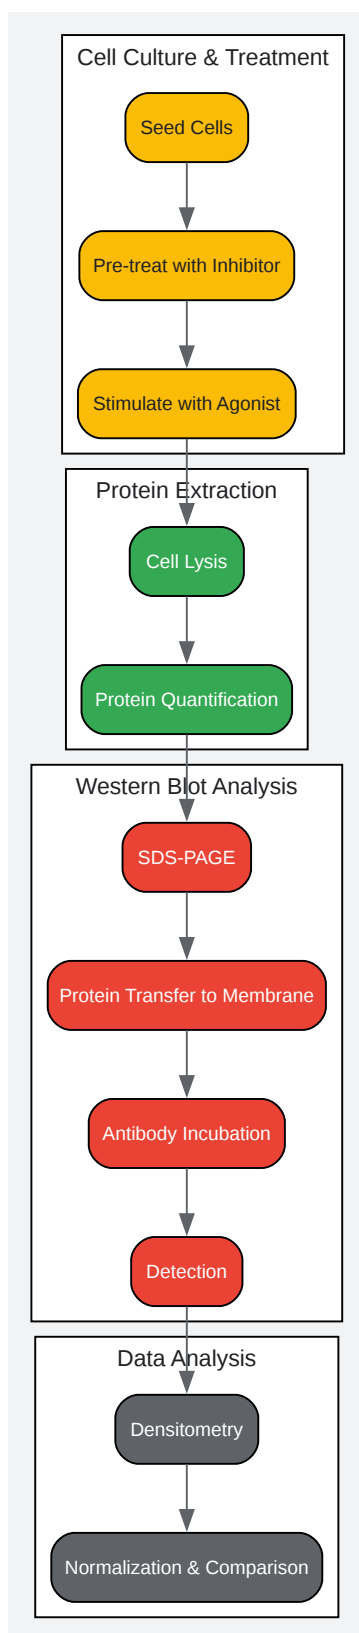 Cell Culture & Treatment
Seed Cells
Pre-treat with Inhibitor
Stimulate with Agonist
Protein Extraction
Cell Lysis
Protein Quantification
Western Blot Analysis
SDS-PAGE
Protein Transfer to Membrane
Antibody Incubation
Detection
Data Analysis
Densitometry
Normalization & Comparison